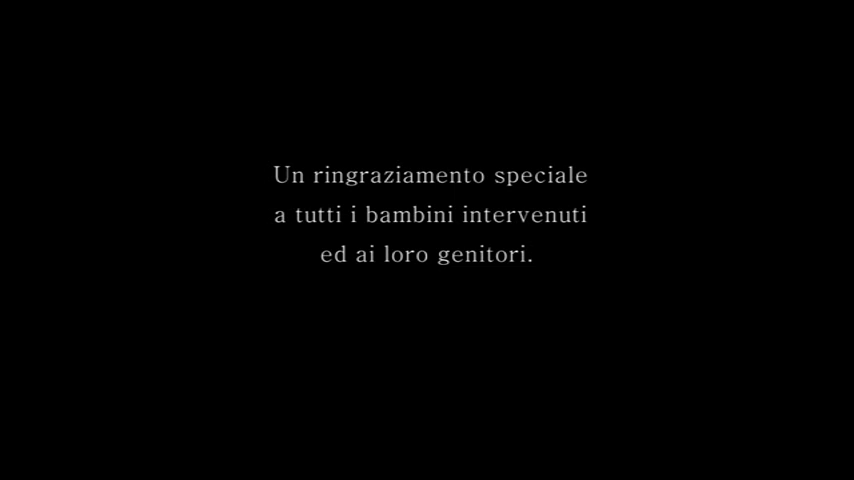 Un ringraziamento speciale
a tutti i bambini intervenuti
ed ai loro genitori.